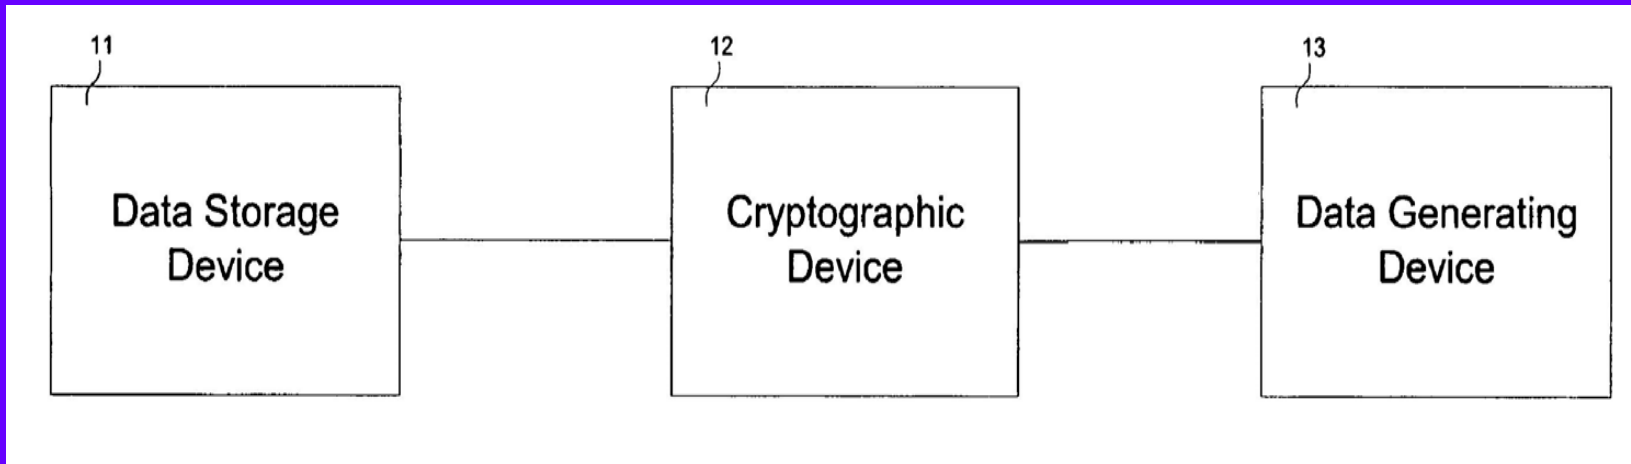 11
12
13
Data Storage
Device
Cryptographic
Device
Data Generating
Device